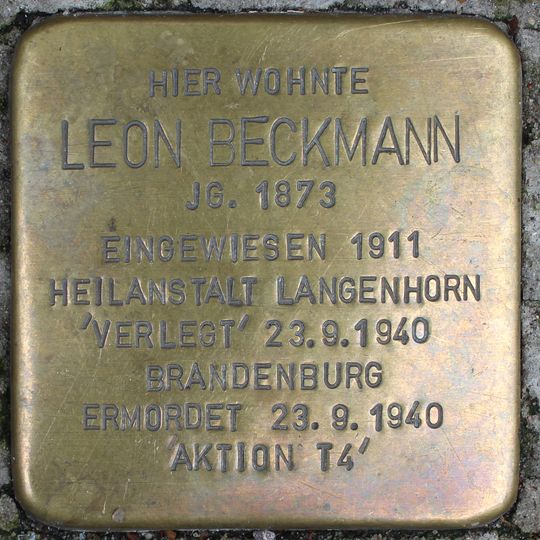 HIER WOHNTE
LEON BECKMANN
JG. 1873
EINGEWIESEN 1911
HEILANSTALT LANGENHORN
'VERLEGT' 23.9.1940
BRANDENBURG
ERMORDET 23.9.1940
'AKTION T4'